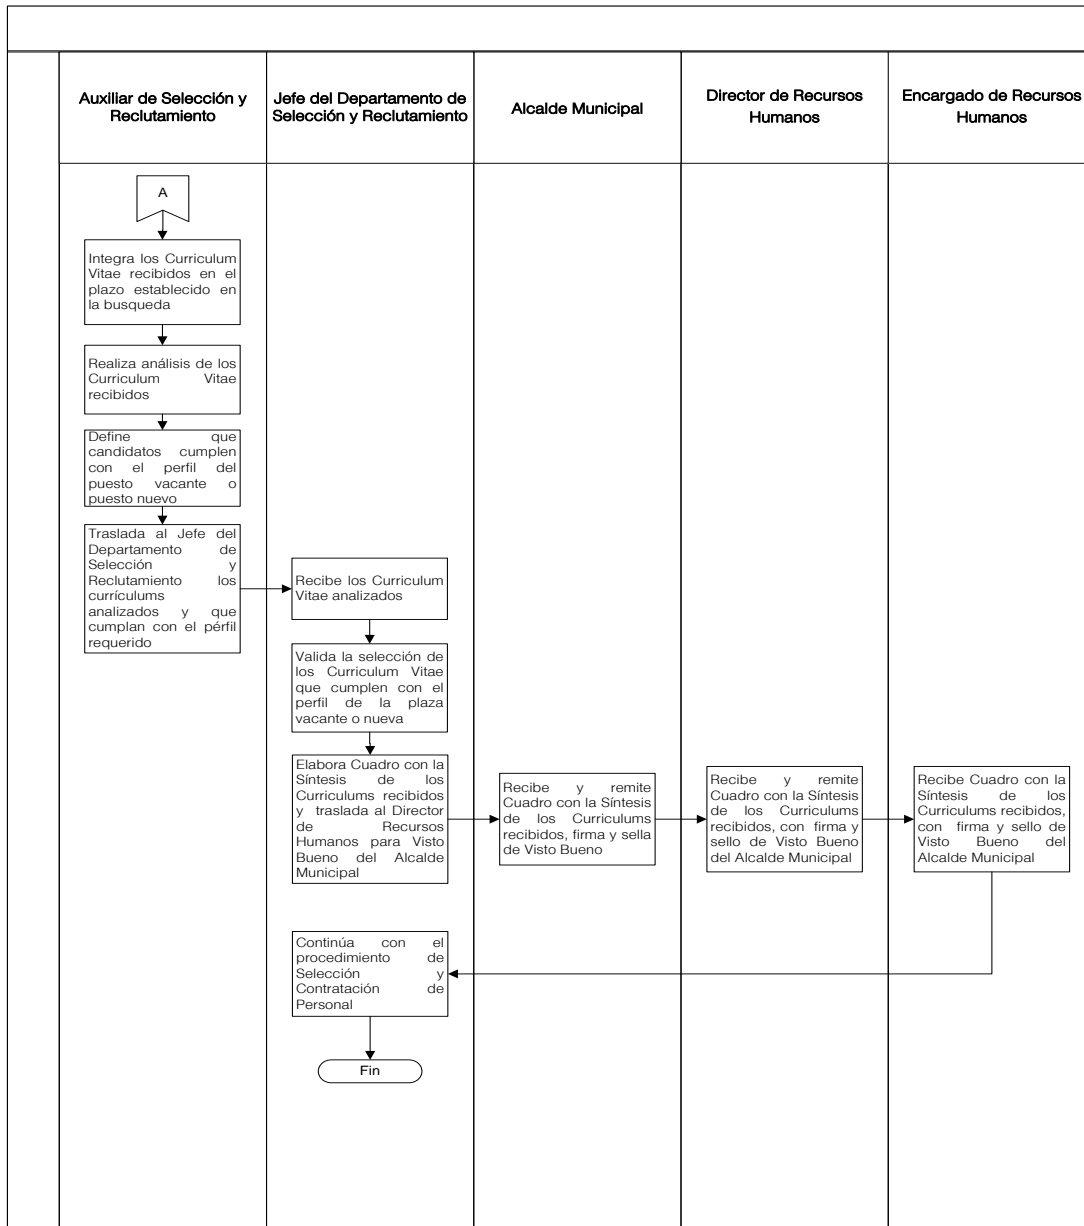 Auxiliar de Selección y
Reclutamiento
Jefe del Departamento de
Selección y Reclutamiento
Alcalde Municipal
Director de Recursos
Humanos
Encargado de Recursos
Humanos
A
Integra los Curriculum
Vitae recibidos en el
plazo establecido en
la busqueda
Realiza análisis de los
Curriculum Vitae
recibidos
Define que
candidatos cumplen
con el perfil del
puesto vacante o
puesto nuevo
Traslada al Jefe del
Departamento de
Selección y
Reclutamiento los
currículums
analizados y que
cumplan con el pérfil
requerido
Recibe los Curriculum
Vitae analizados
Valida la selección de
los Curriculum Vitae
que cumplen con el
perfil de la plaza
vacante o nueva
Elabora Cuadro con la
Síntesis de los
Curriculums recibidos
y traslada al Director
de Recursos
Humanos para Visto
Bueno del Alcalde
Municipal
Recibe y remite
Cuadro con la Síntesis
de los Curriculums
recibidos, firma y sella
de Visto Bueno
Recibe y remite
Cuadro con la Síntesis
de los Curriculums
recibidos, con firma y
sello de Visto Bueno
del Alcalde Municipal
Recibe Cuadro con la
Síntesis de los
Curriculums recibidos,
con firma y sello de
Visto Bueno del
Alcalde Municipal
Continúa con el
procedimiento de
Selección y
Contratación de
Personal
Fin